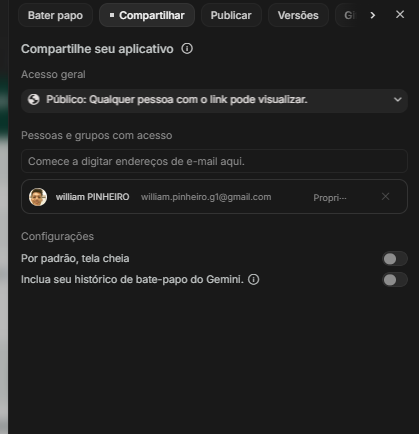 Bater papo
Compartilhar
Publicar
Versões
Compartilhe seu aplicativo
Acesso geral
Público: Qualquer pessoa com o link pode visualizar.
Pessoas e grupos com acesso
Comece a digitar endereços de e-mail aqui.
william PINHEIRO william.pinheiro.g1@gmail.com Propri···
Configurações
Por padrão, tela cheia
Inclua seu histórico de bate-papo do Gemini.